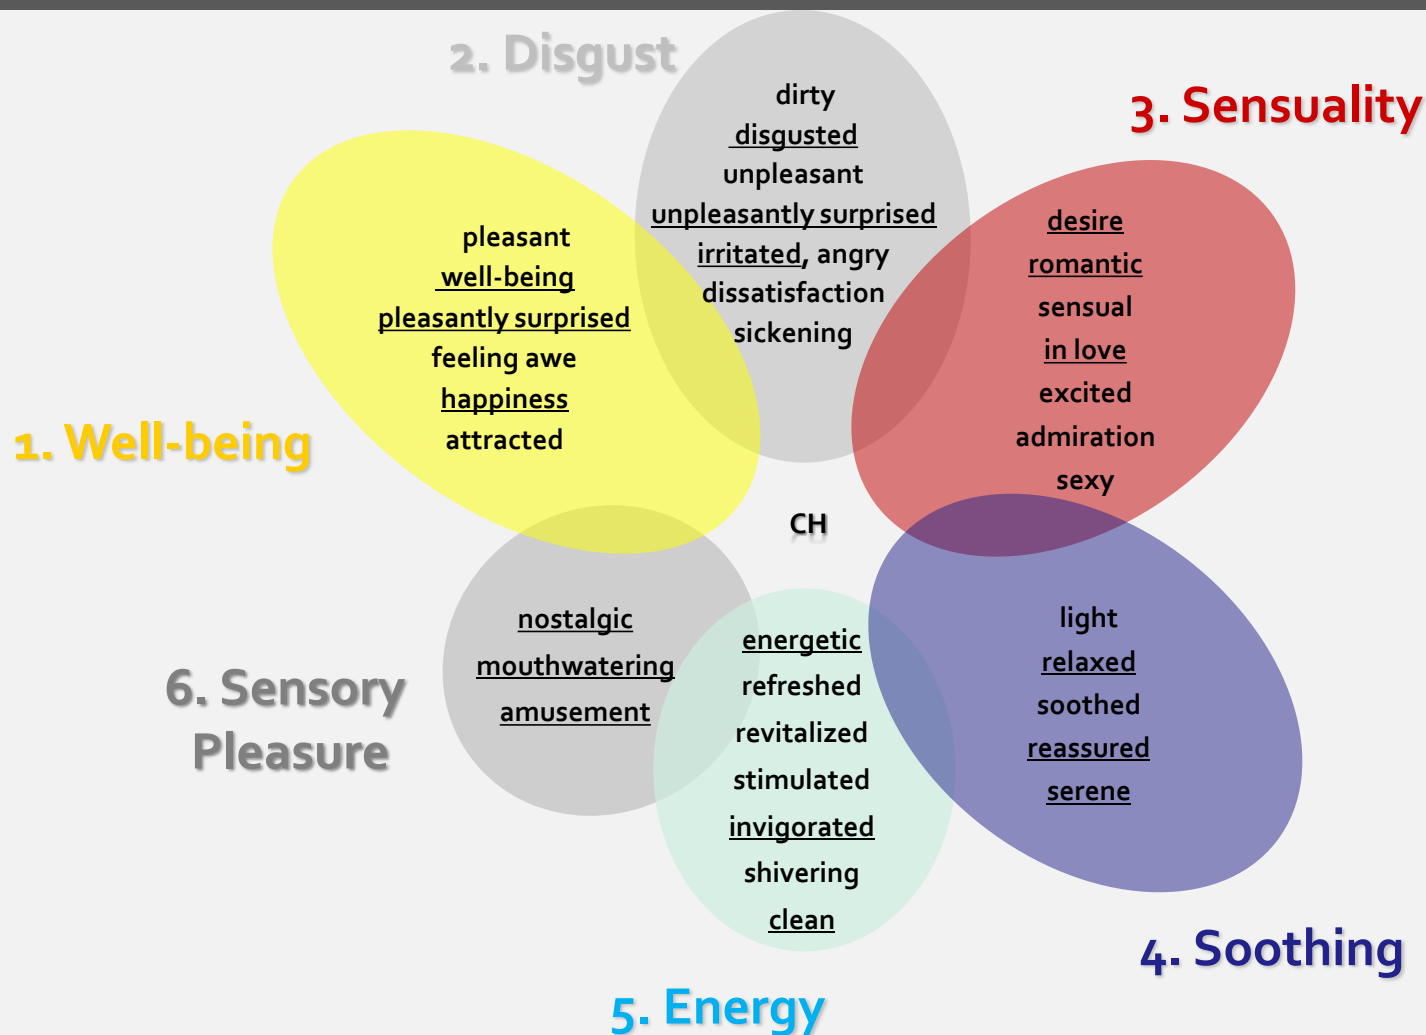 2. Disgust
dirty
disgusted
unpleasant
unpleasantly surprised
irritated, angry
dissatisfaction
sickening
3. Sensuality
desire
romantic
sensual
in love
excited
admiration
sexy
pleasant
well-being
pleasantly surprised
feeling awe
happiness
attracted
1. Well-being
CH
nostalgic
mouthwatering
amusement
6. Sensory
Pleasure
energetic
refreshed
revitalized
stimulated
invigorated
shivering
clean
5. Energy
light
relaxed
soothed
reassured
serene
4. Soothing